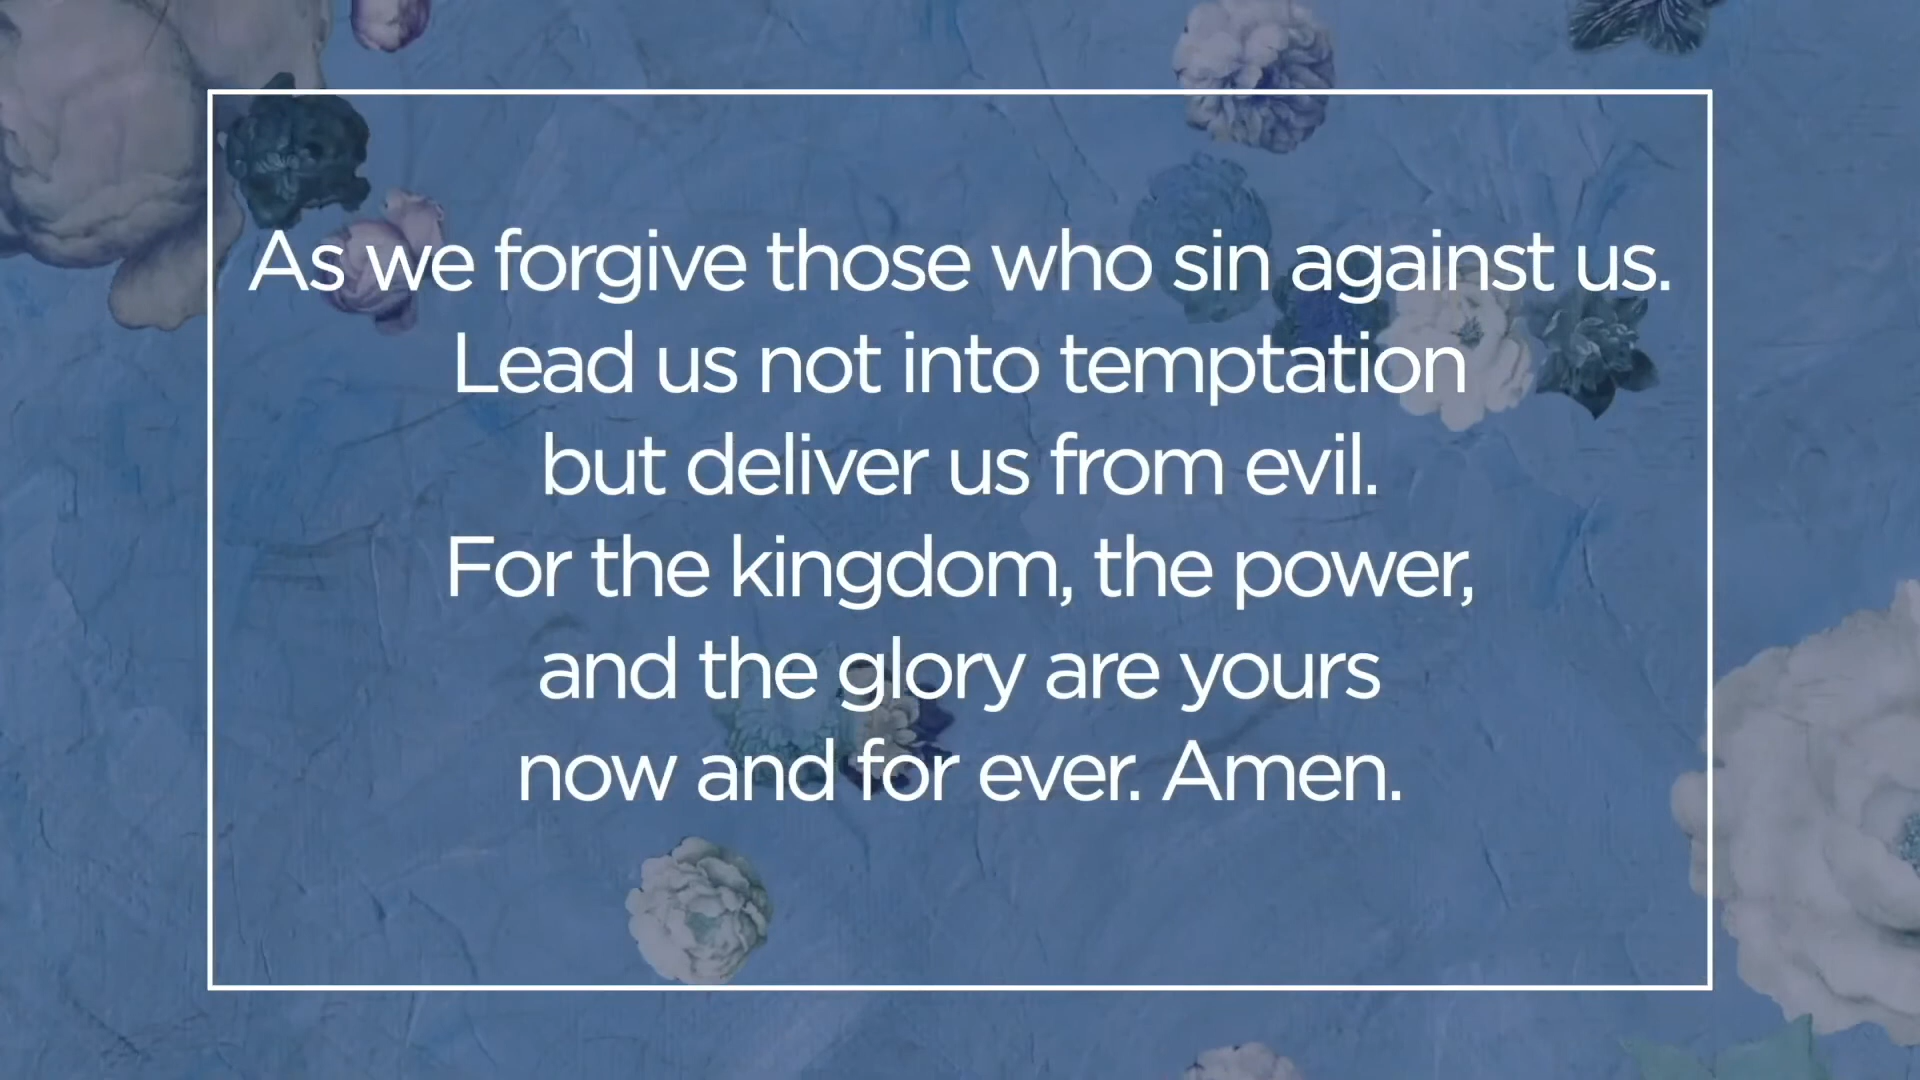 As we forgive those who sin against us.
Lead us not into temptation
but deliver us from evil.
For the kingdom, the power,
and the glory are yours
now and for ever. Amen.